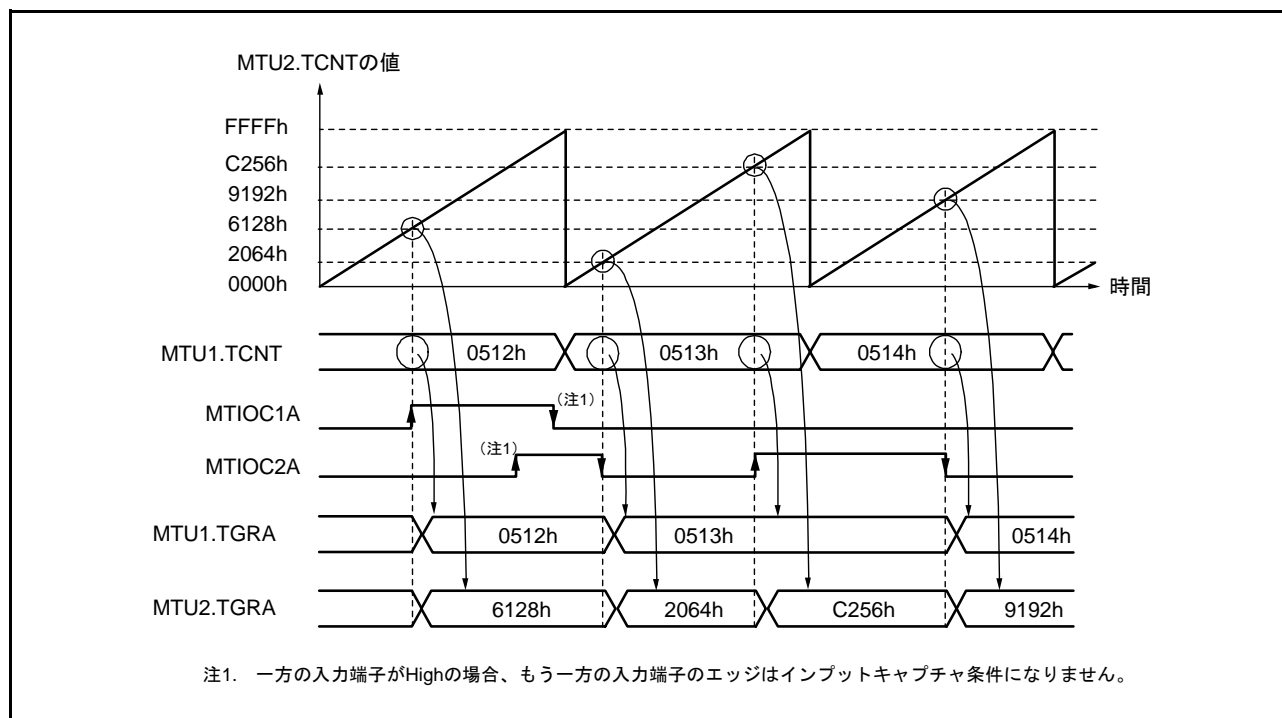 MTU2.TCNTの値
FFFFh
C256h
9192h
6128h
2064h
0000h
時間
MTU1.TCNT
0512h
0513h
0514h
MTIOC1A
（注1）
MTIOC2A
（注1）
MTU1.TGRA
0512h
0513h
0514h
MTU2.TGRA
6128h
2064h
C256h
9192h
注1. 一方の入力端子がHighの場合、もう一方の入力端子のエッジはインプットキャプチャ条件になりません。